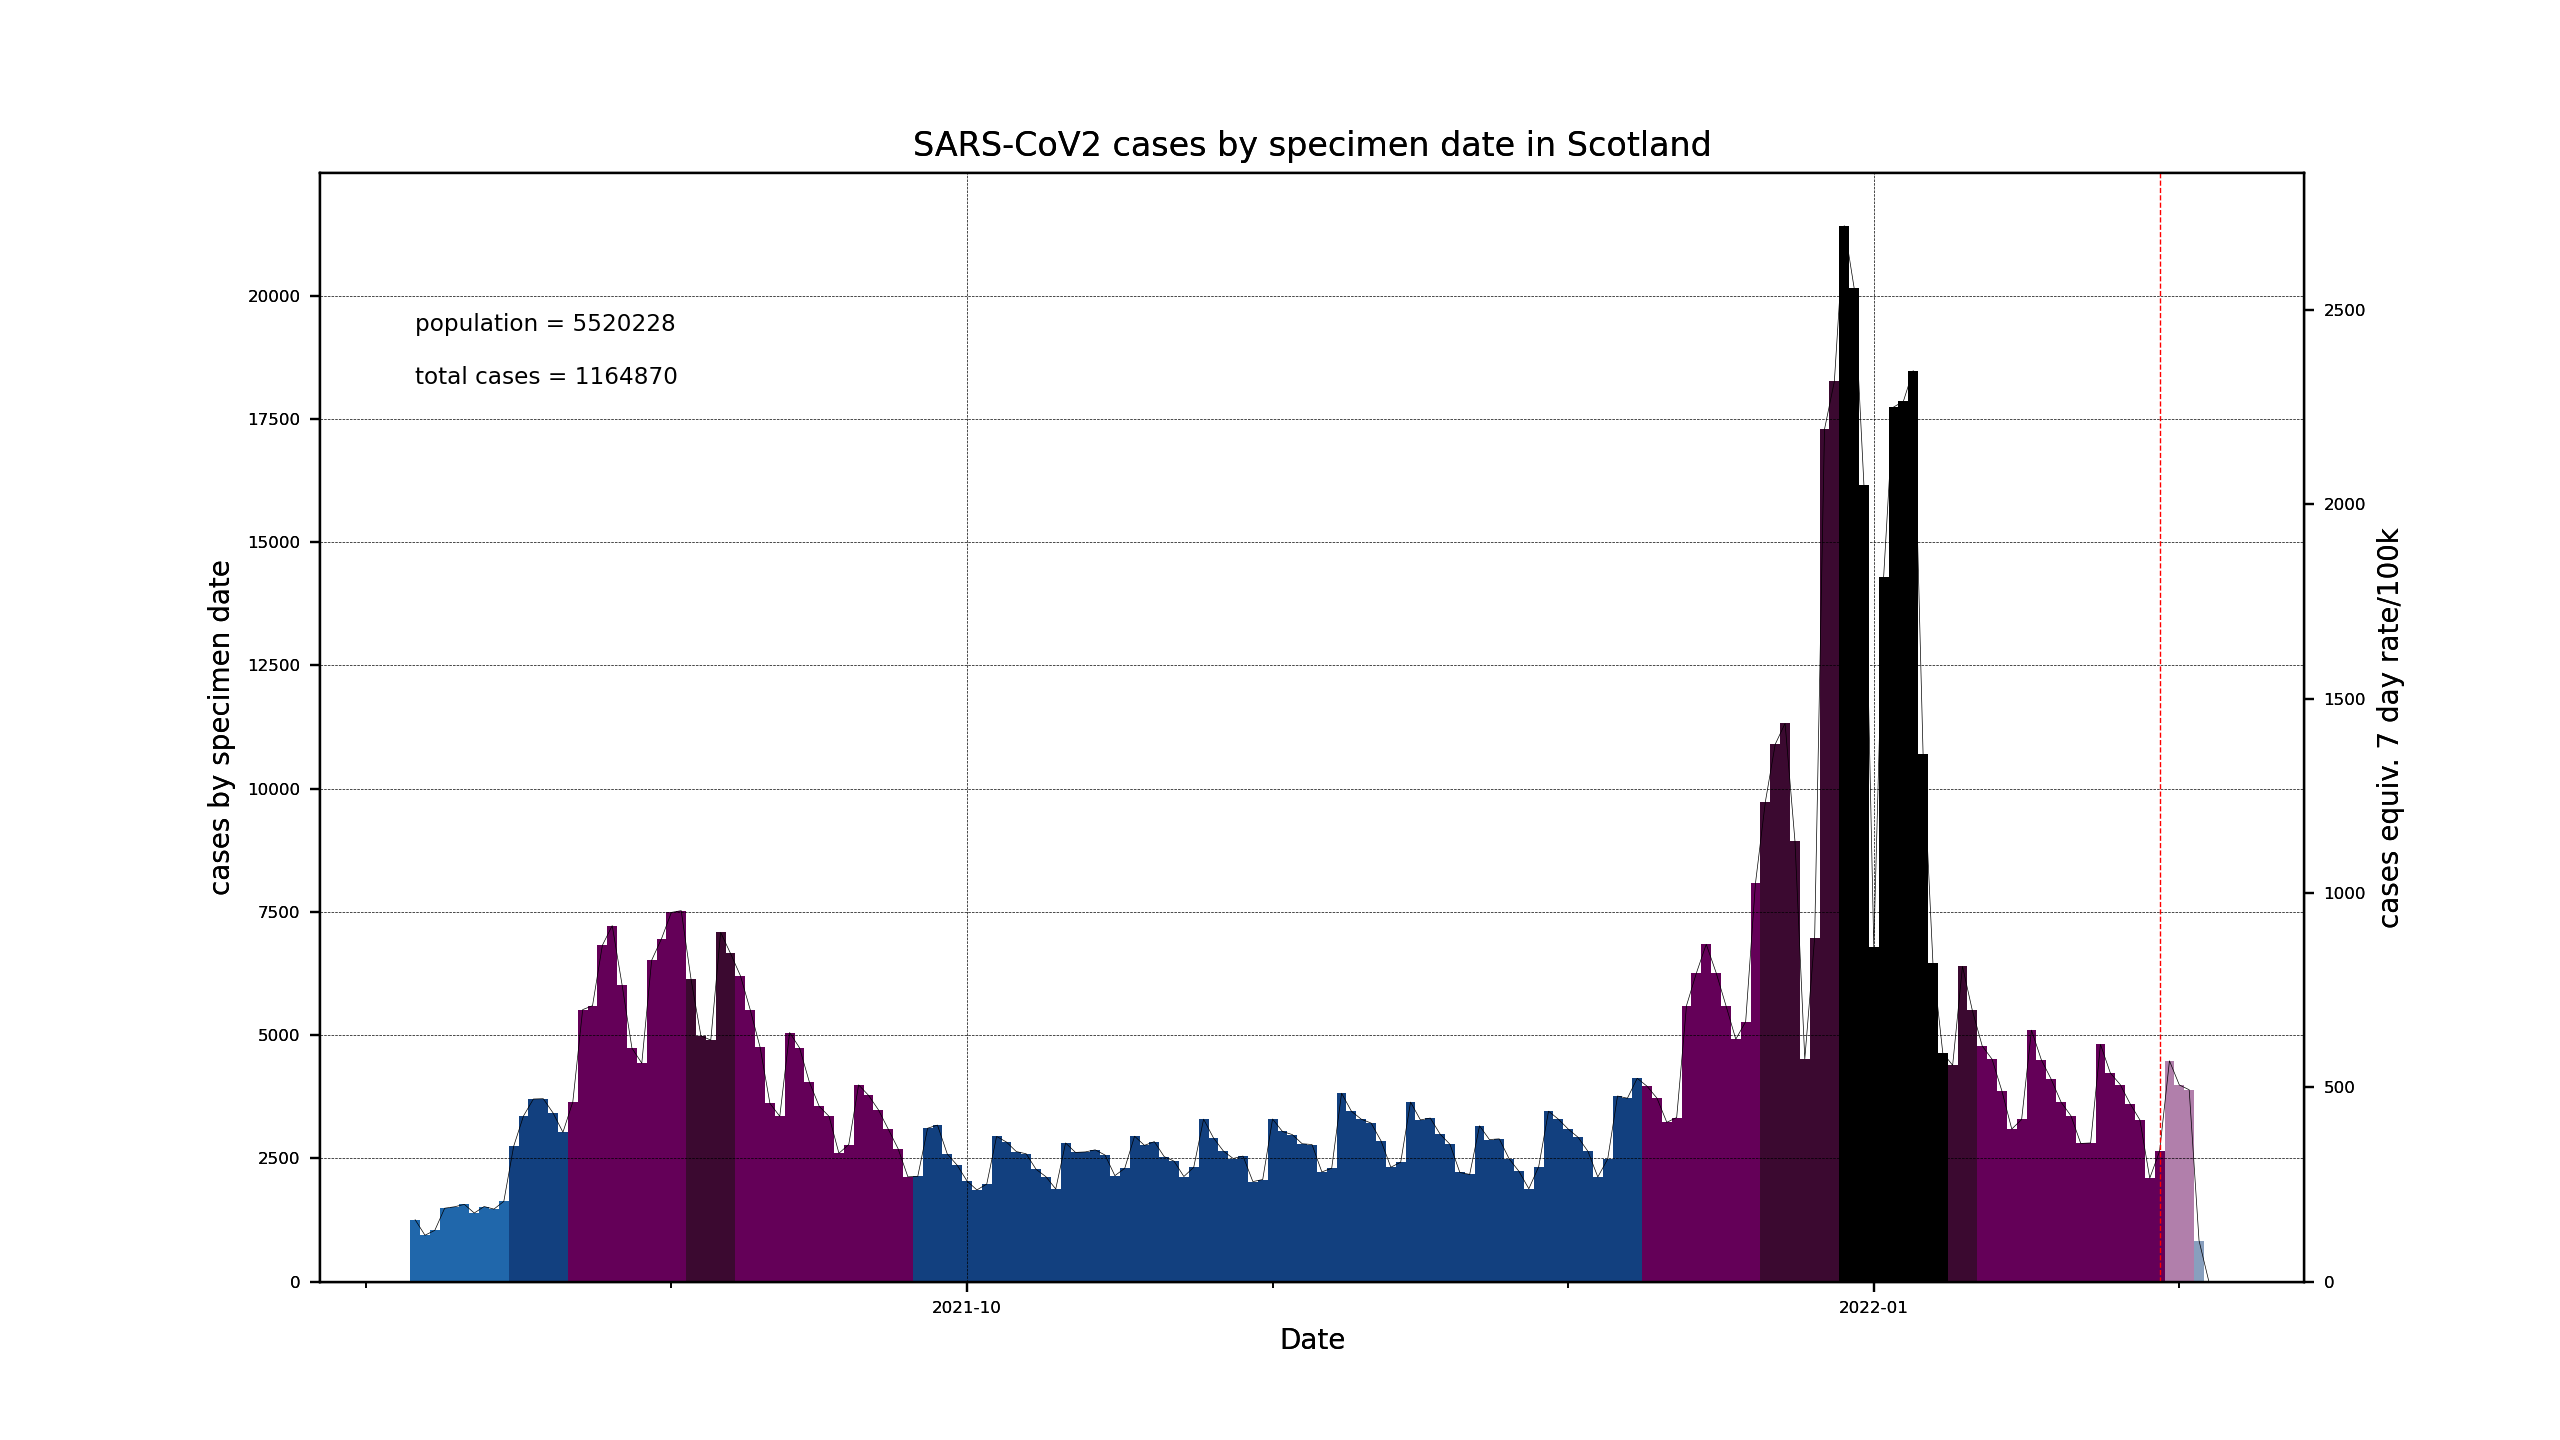 SARS-CoV2 cases by specimen date in Scotland
population = 5520228
total cases = 1164870
cases by specimen date
20000
17500
15000
12500
10000
7500
5000
2500
0
2500
2000
1500
1000
500
0
cases equiv. 7 day rate/100k
2021-10
2022-01
Date